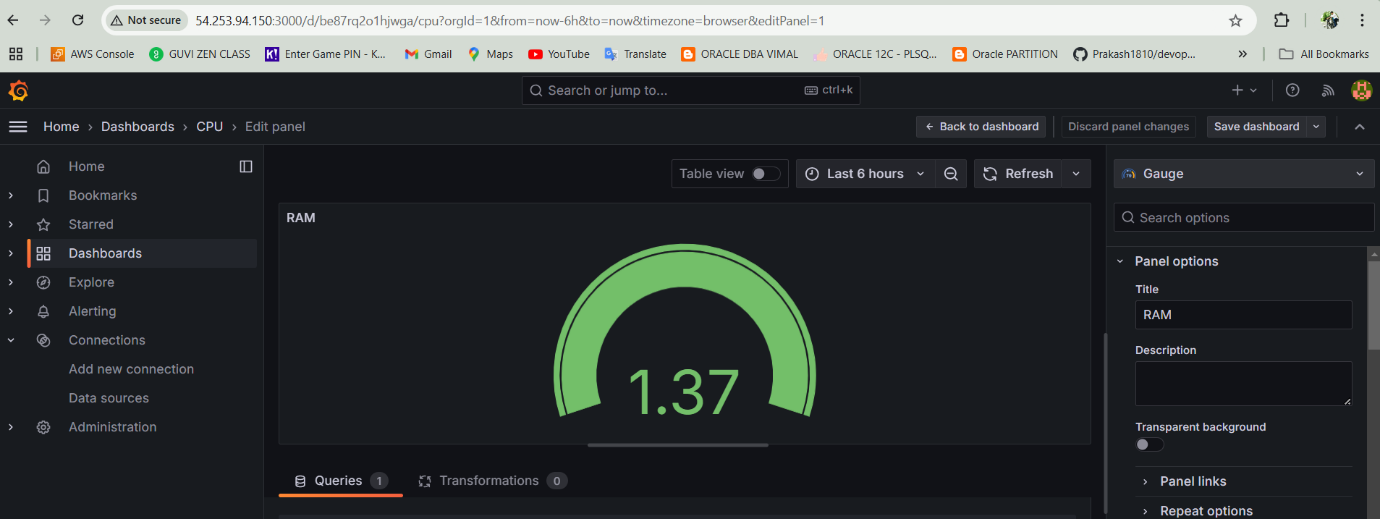 Not secure 54.253.94.150:3000/d/be87rq2o1hjwga/cpu?orgId=1&from=now-6h&to=now&timezone=browser&editPanel=1
AWS Console GUVI ZEN CLASS Enter Game PIN - K... Gmail Maps YouTube Translate ORACLE DBA VIMAL ORACLE 12C - PLSQ... Oracle PARTITION Prakash1810/devop... » All Bookmarks
Search or jump to... ctrl+k
Home › Dashboards › CPU › Edit panel
Back to dashboard Discard panel changes Save dashboard
Home
Bookmarks
Starred
Dashboards
Explore
Alerting
Connections
Add new connection
Data sources
Administration
Table view Last 6 hours Refresh
RAM
1.37
Queries 1 Transformations 0
Gauge
Search options
Panel options
Title
RAM
Description
Transparent background
Panel links
Repeat options